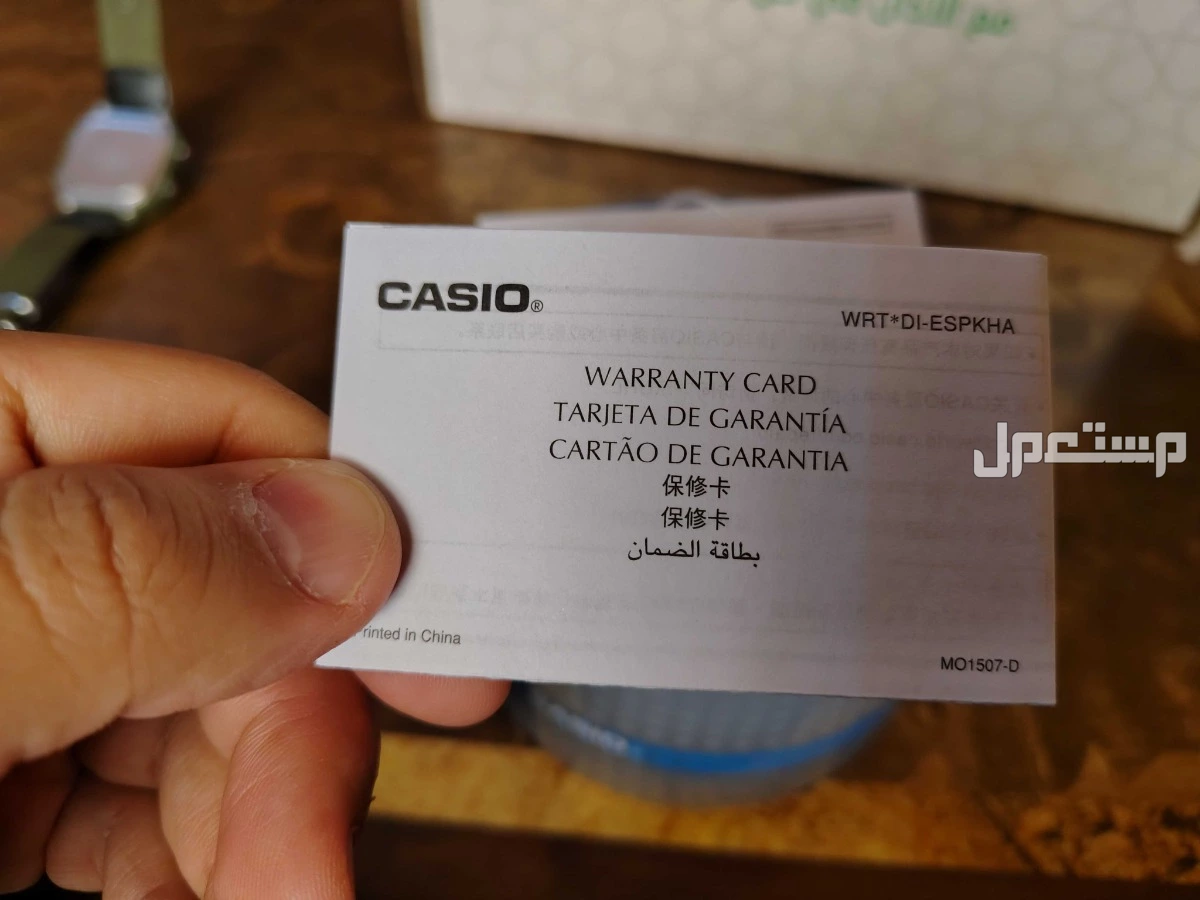 CASIO®
WRT*DI-ESPKHA
WARRANTY CARD
TARJETA DE GARANTÍA
CARTÃO DE GARANTIA
保修卡
保修卡
بطاقة الضمان
Printed in China
MO1507-D
مستعمل